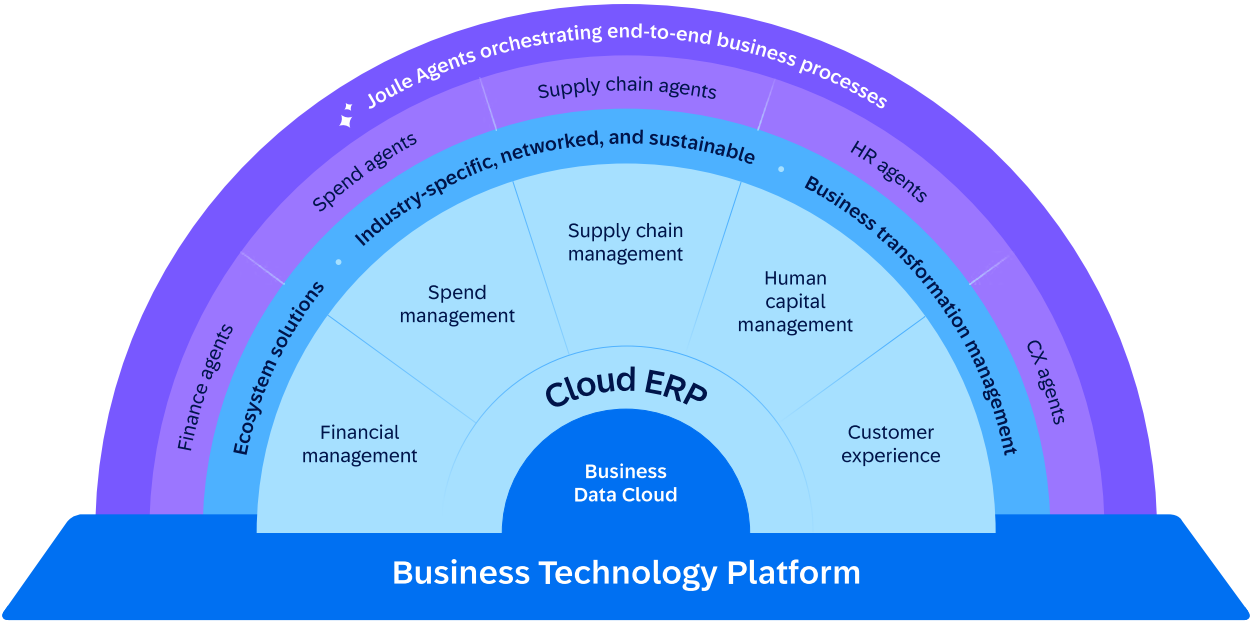 Joule Agents orchestrating end-to-end business processes
Finance agents
Spend agents
Supply chain agents
HR agents
CX agents
Ecosystem solutions • Industry-specific, networked, and sustainable • Business transformation management
Financial
management
Spend
management
Supply chain
management
Human
capital
management
Customer
experience
Cloud ERP
Business
Data Cloud
Business Technology Platform